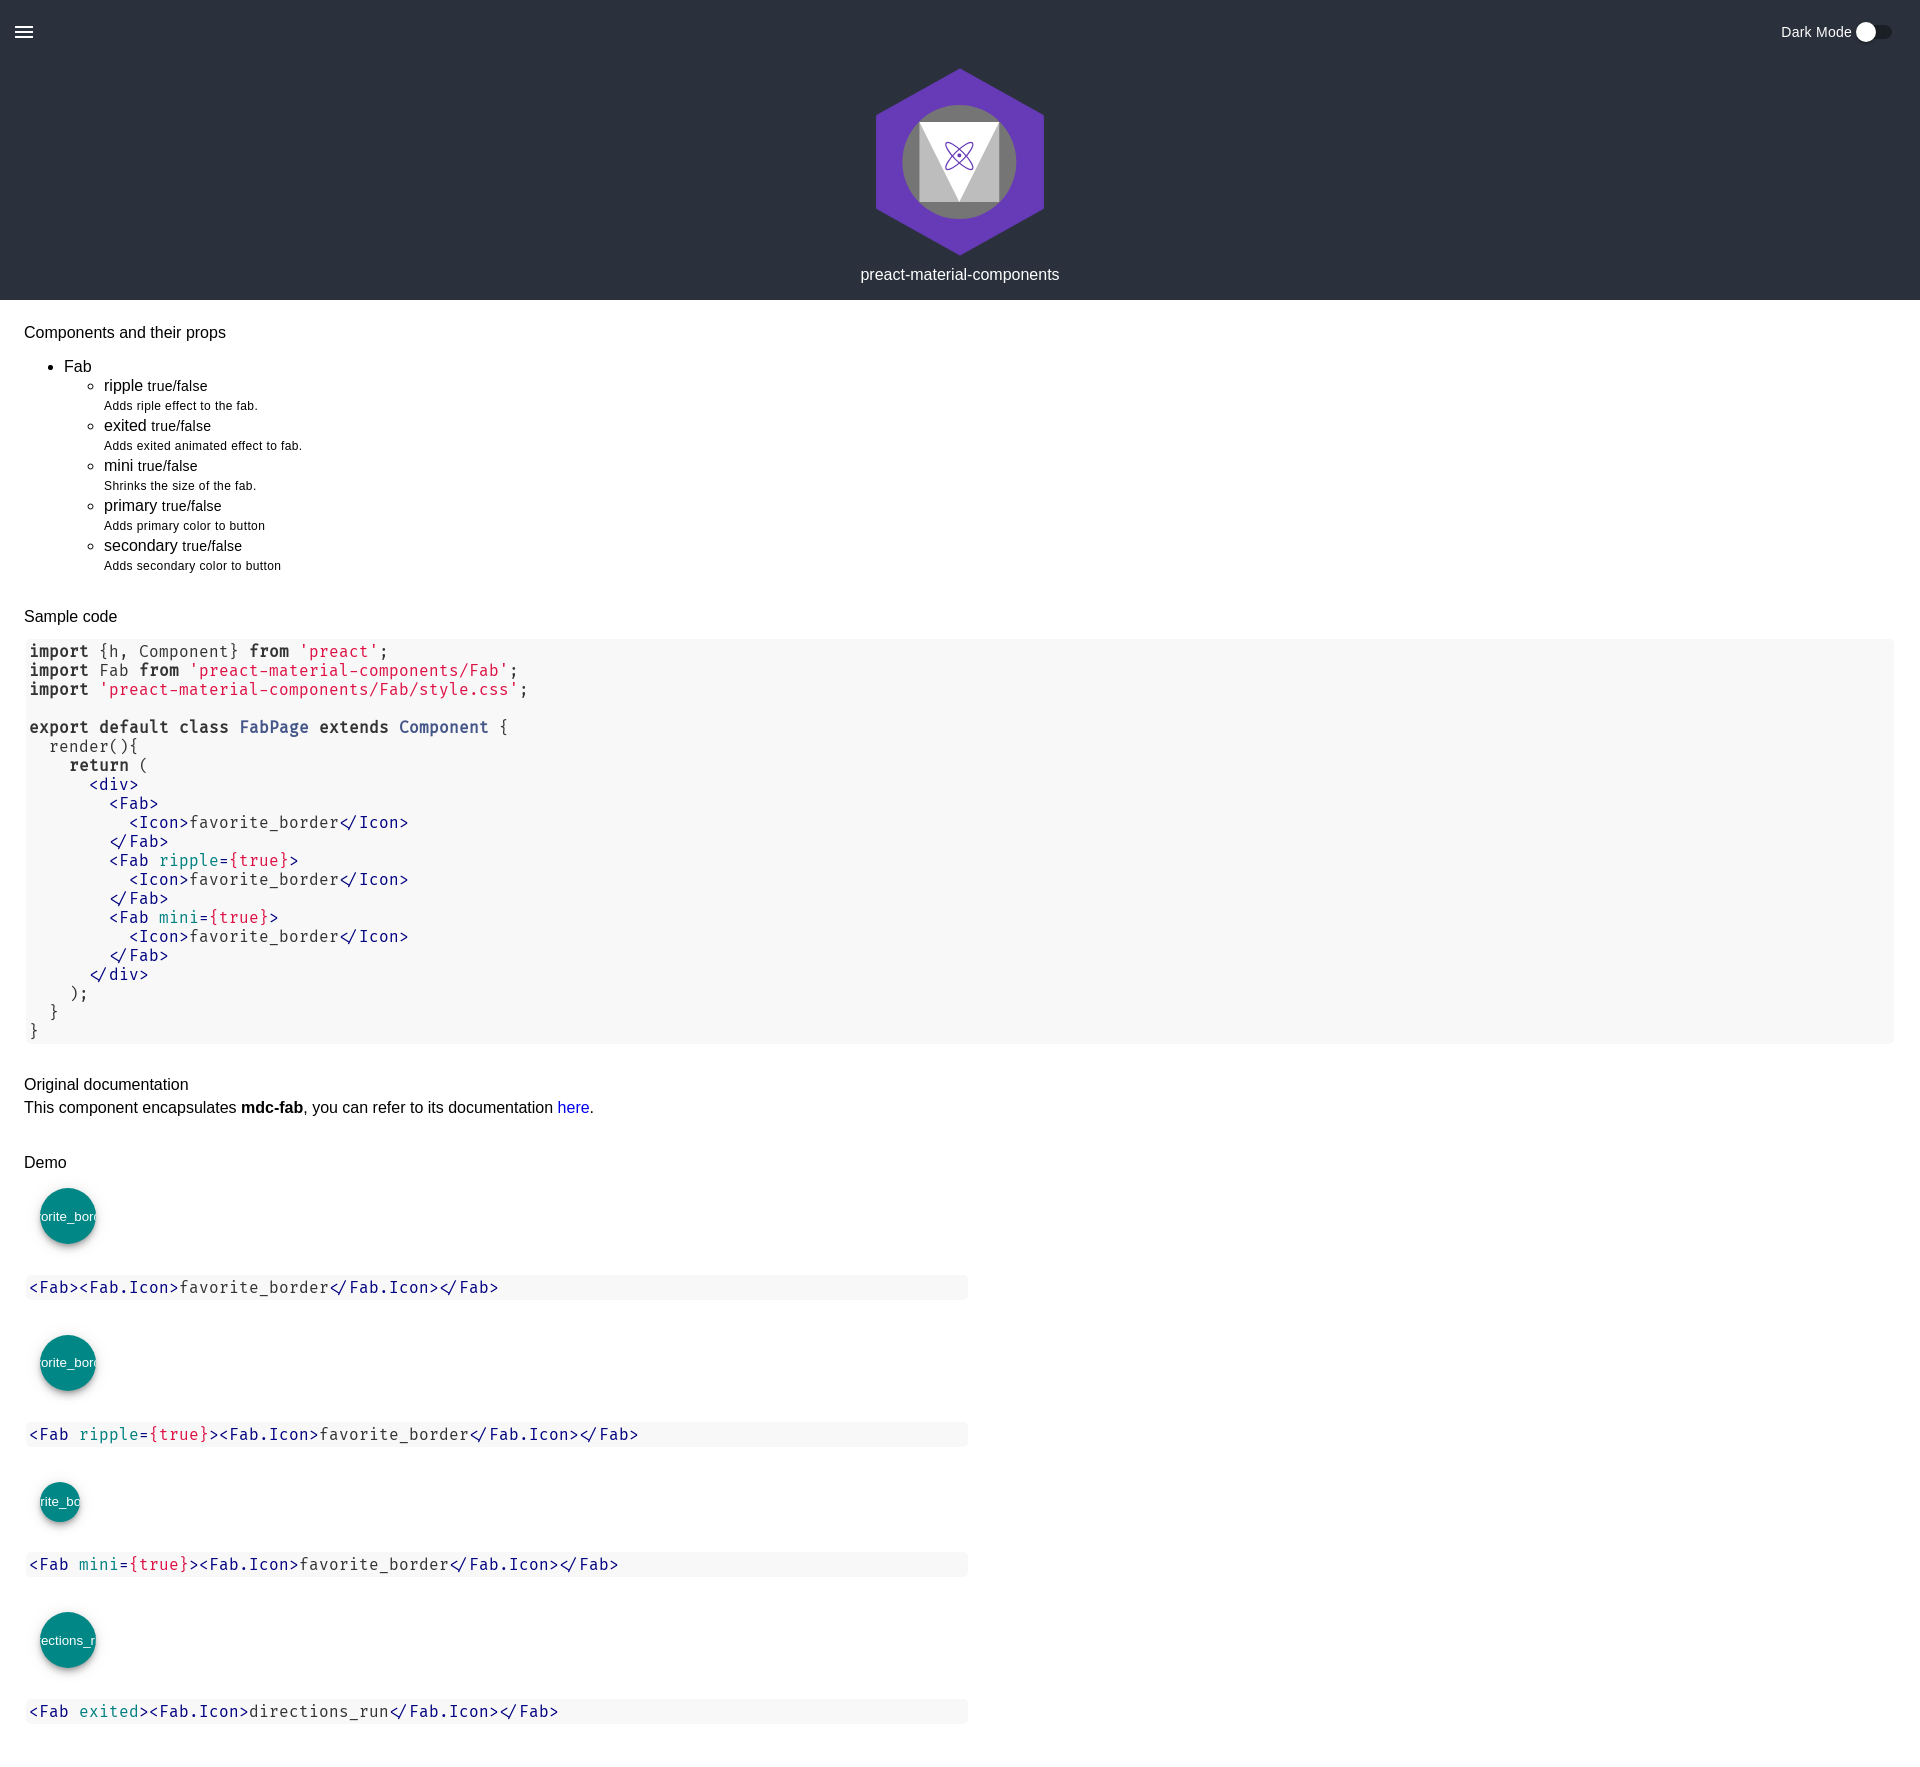 Dark Mode
preact-material-components
Components and their props
Fab
ripple true/false
Adds riple effect to the fab.
exited true/false
Adds exited animated effect to fab.
mini true/false
Shrinks the size of the fab.
primary true/false
Adds primary color to button
secondary true/false
Adds secondary color to button
Sample code
import {h, Component} from 'preact';
import Fab from 'preact-material-components/Fab';
import 'preact-material-components/Fab/style.css';
export default class FabPage extends Component {
  render(){
    return (
      <div>
        <Fab>
          <Icon>favorite_border</Icon>
        </Fab>
        <Fab ripple={true}>
          <Icon>favorite_border</Icon>
        </Fab>
        <Fab mini={true}>
          <Icon>favorite_border</Icon>
        </Fab>
      </div>
    );
  }
}
Original documentation
This component encapsulates mdc-fab, you can refer to its documentation here.
Demo
orite_bord
<Fab><Fab.Icon>favorite_border</Fab.Icon></Fab>
orite_bord
<Fab ripple={true}><Fab.Icon>favorite_border</Fab.Icon></Fab>
rite_bo
<Fab mini={true}><Fab.Icon>favorite_border</Fab.Icon></Fab>
ections_r
<Fab exited><Fab.Icon>directions_run</Fab.Icon></Fab>